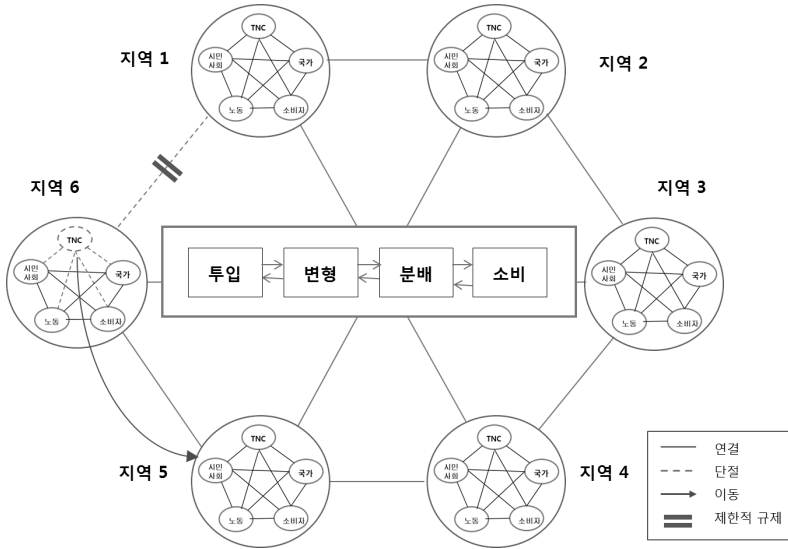 지역 1
TNC
시민
사회
국가
노동
소비자
지역 2
TNC
시민
사회
국가
노동
소비자
지역 6
TNC
시민
사회
국가
노동
소비자
투입
변형
분배
소비
지역 3
TNC
시민
사회
국가
노동
소비자
지역 5
TNC
시민
사회
국가
노동
소비자
지역 4
TNC
시민
사회
국가
노동
소비자
연결
단절
이동
제한적 규제